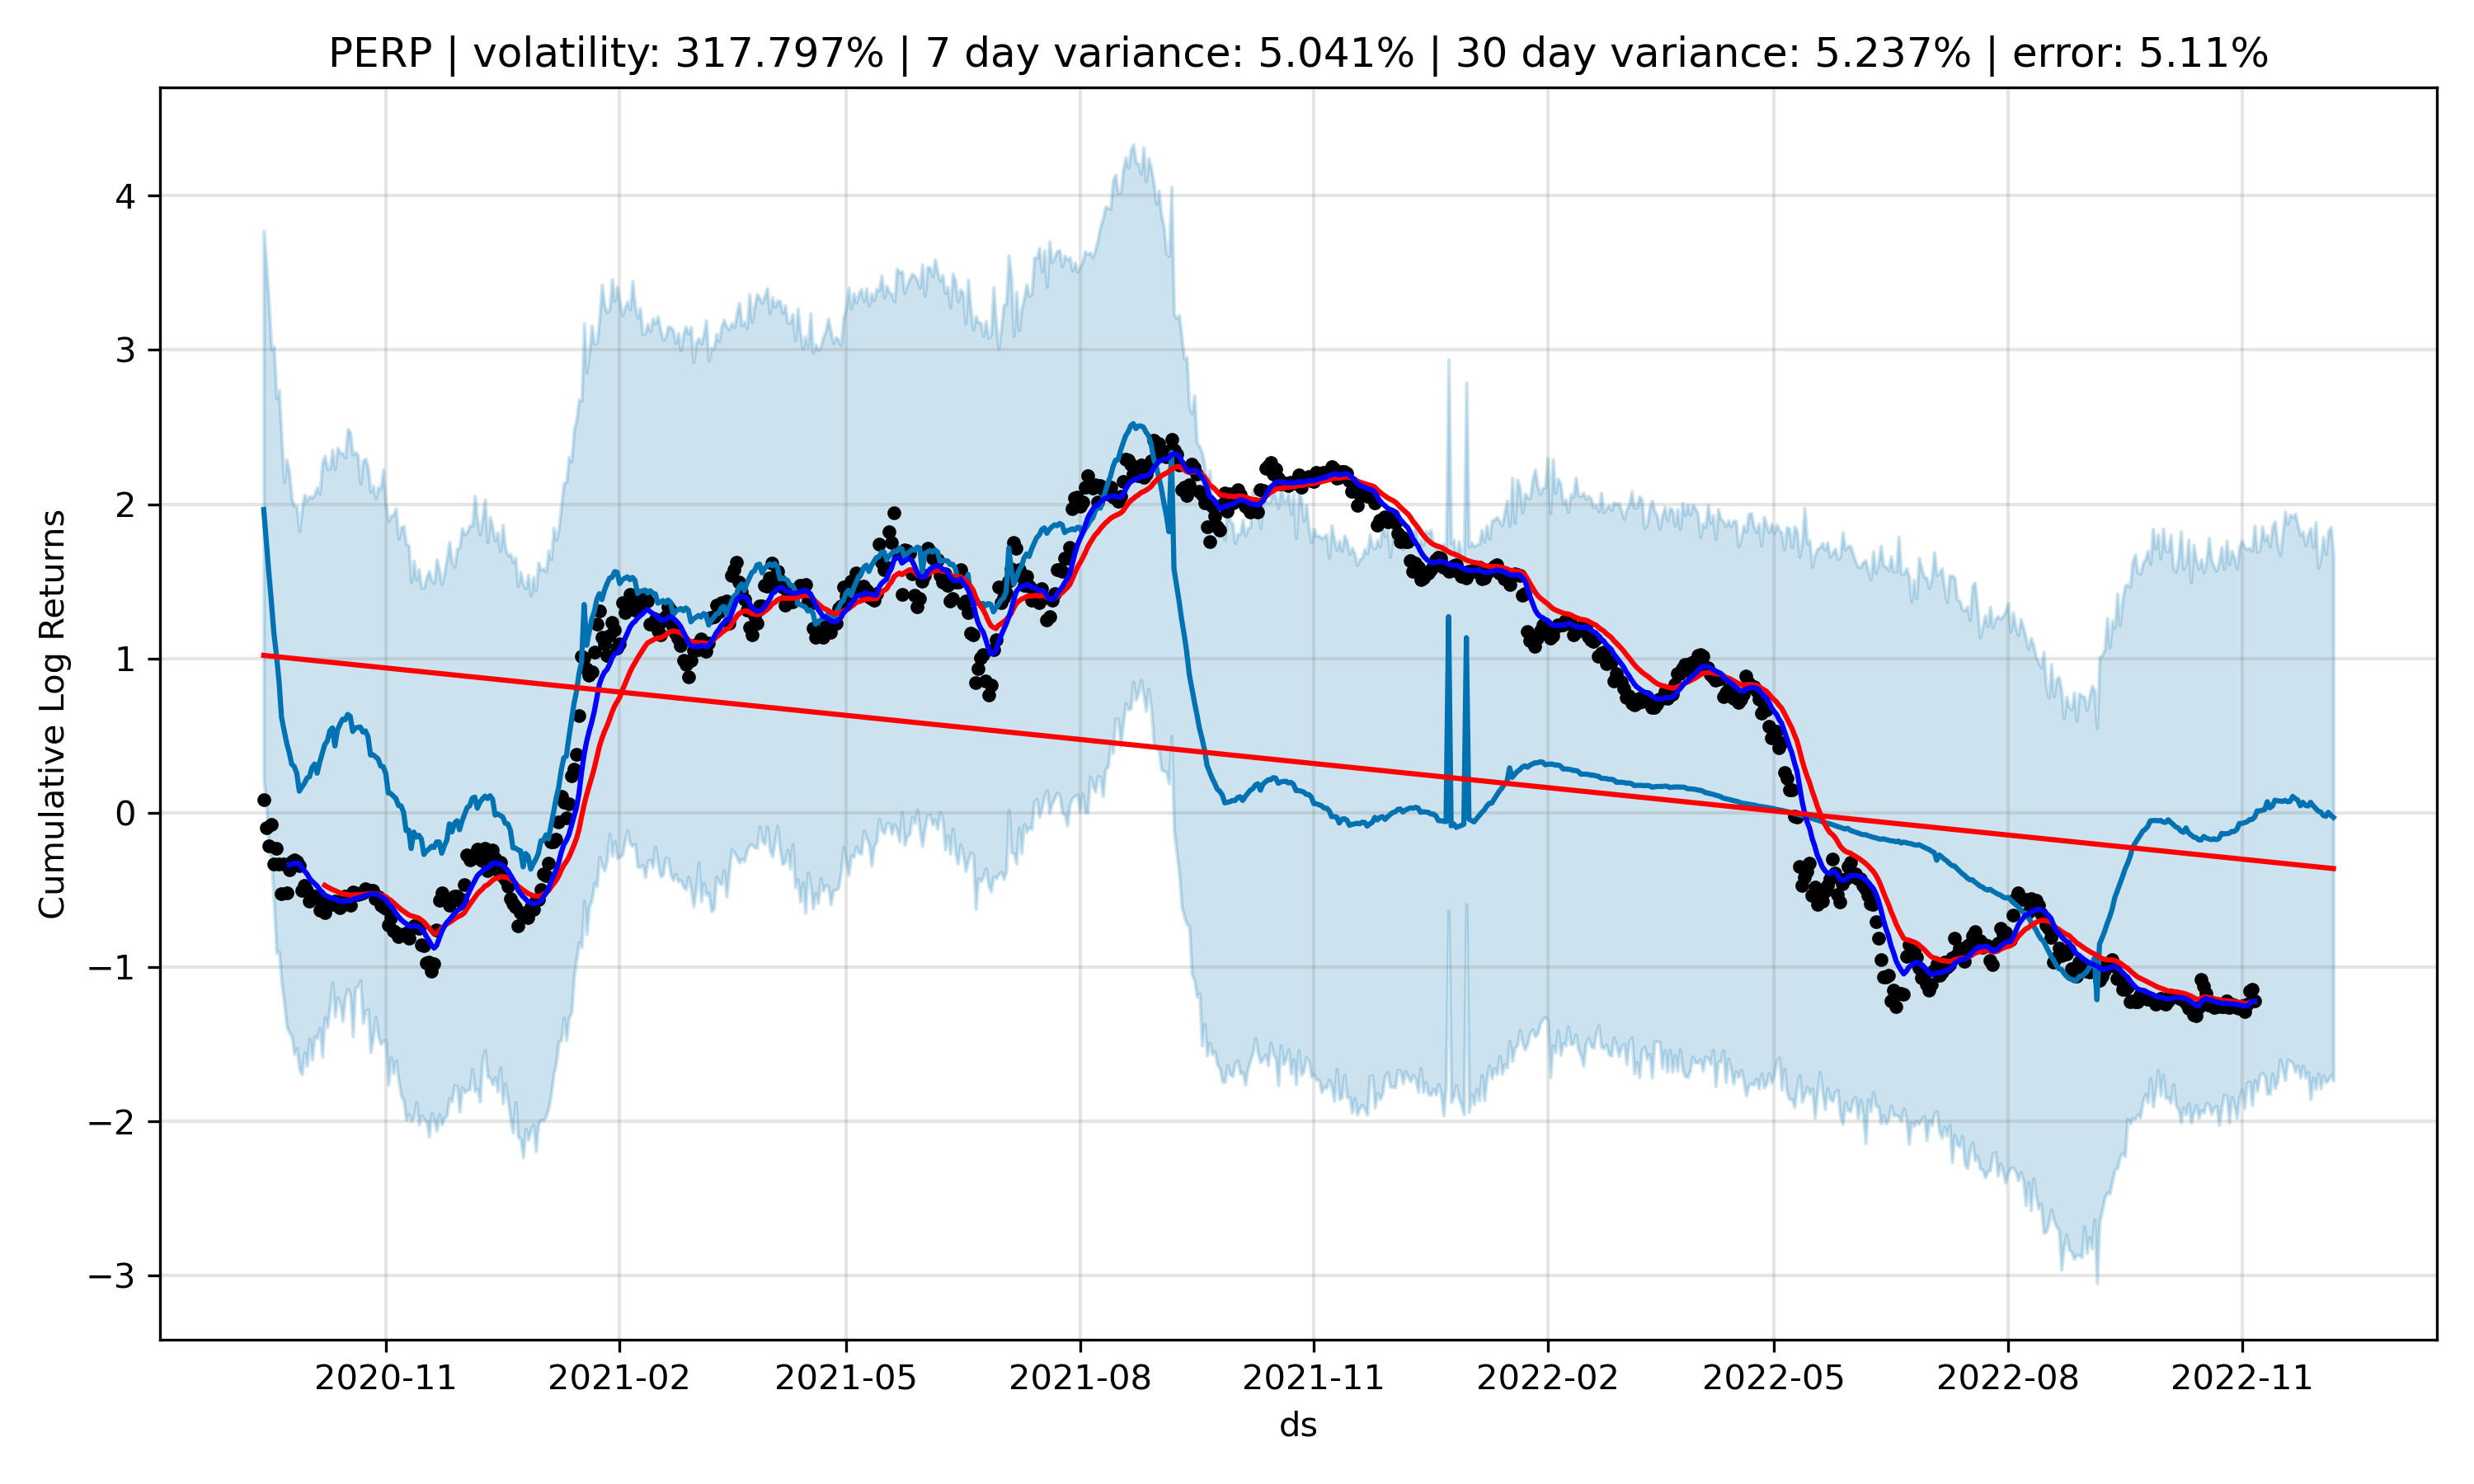 PERP | volatility: 317.797% | 7 day variance: 5.041% | 30 day variance: 5.237% | error: 5.11%
Cumulative Log Returns
4
3
2
1
0
−1
−2
−3
2020-11 2021-02 2021-05 2021-08 2021-11 2022-02 2022-05 2022-08 2022-11
ds